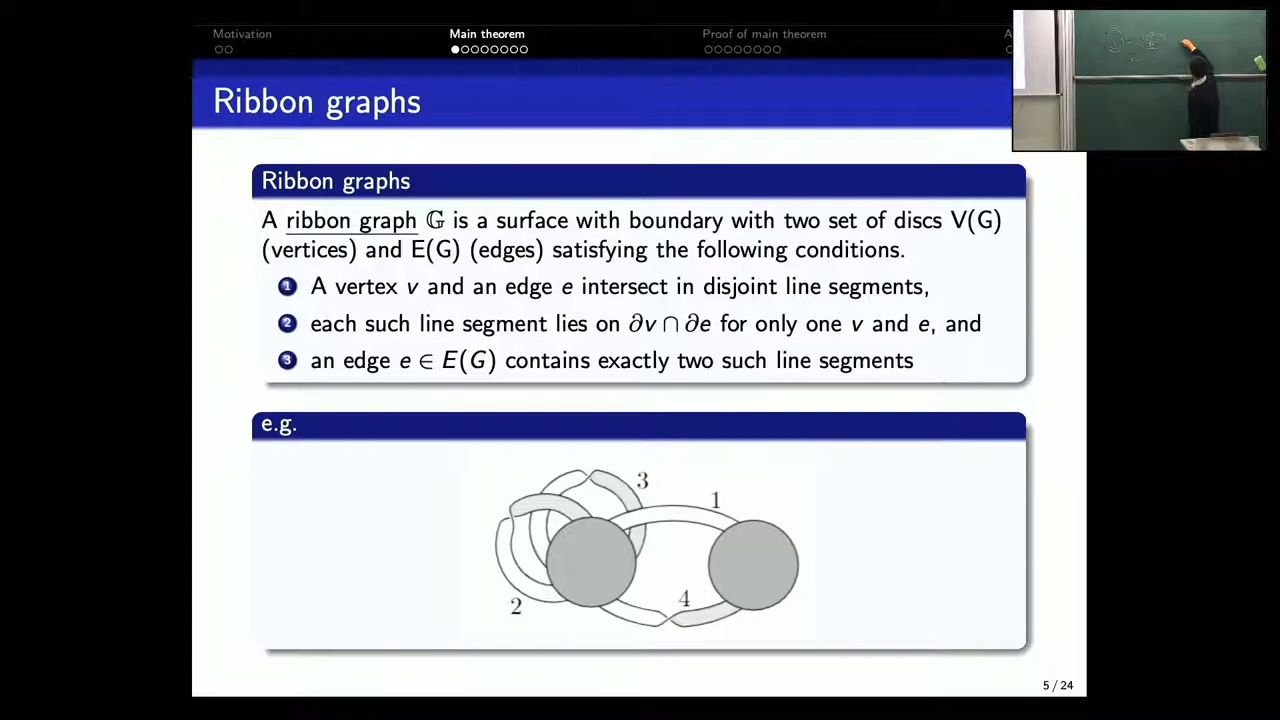 Motivation
Main theorem
Proof of main theorem
A
Ribbon graphs
Ribbon graphs
A ribbon graph 𝔾 is a surface with boundary with two set of discs V(G)
(vertices) and E(G) (edges) satisfying the following conditions.
1 A vertex v and an edge e intersect in disjoint line segments,
2 each such line segment lies on ∂v ∩ ∂e for only one v and e, and
3 an edge e ∈ E(G) contains exactly two such line segments
e.g.
3
1
4
2
5 / 24